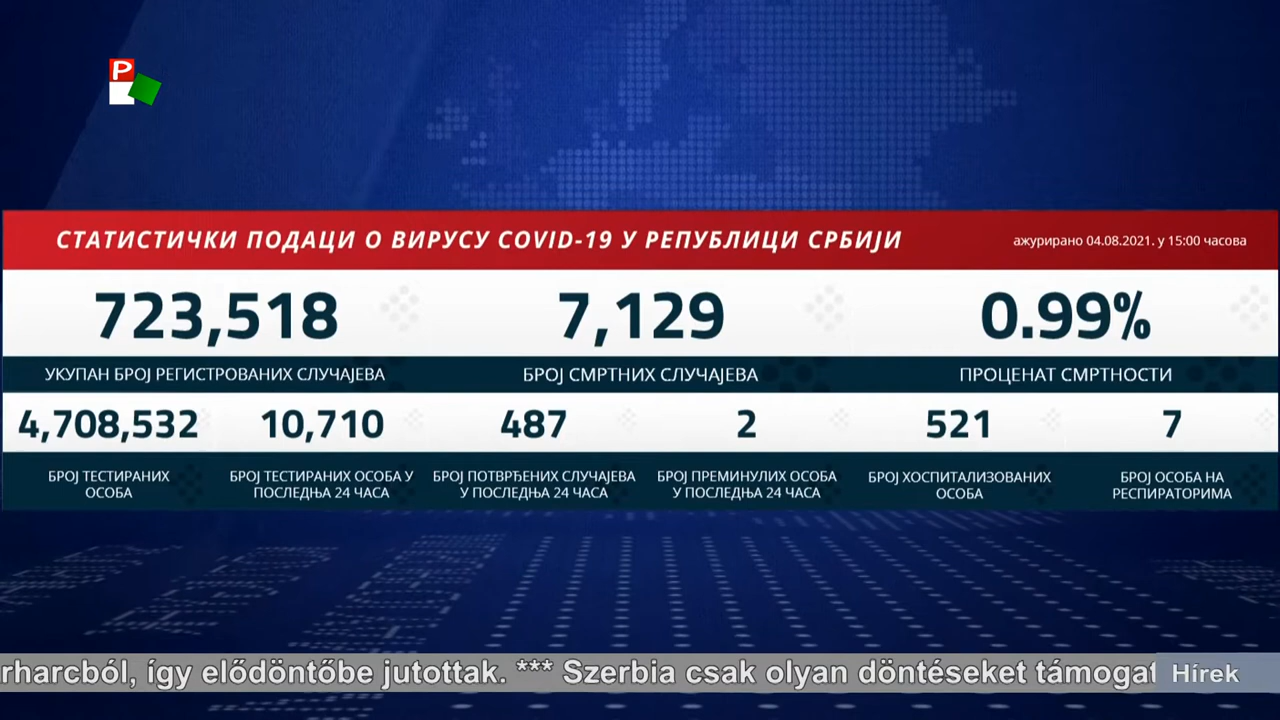 P
СТАТИСТИЧКИ ПОДАЦИ О ВИРУСУ COVID-19 У РЕПУБЛИЦИ СРБИЈИ
ажурирано 04.08.2021. у 15:00 часова
723,518 7,129 0.99%
УКУПАН БРОЈ РЕГИСТРОВАНИХ СЛУЧАЈЕВА БРОЈ СМРТНИХ СЛУЧАЈЕВА ПРОЦЕНАТ СМРТНОСТИ
4,708,532 10,710 487 2 521 7
БРОЈ ТЕСТИРАНИХ
ОСОБА
БРОЈ ТЕСТИРАНИХ ОСОБА У
ПОСЛЕДЊА 24 ЧАСА
БРОЈ ПОТВРЂЕНИХ СЛУЧАЈЕВА
У ПОСЛЕДЊА 24 ЧАСА
БРОЈ ПРЕМИНУЛИХ ОСОБА
У ПОСЛЕДЊА 24 ЧАСА
БРОЈ ХОСПИТАЛИЗОВАНИХ
ОСОБА
БРОЈ ОСОБА НА
РЕСПИРАТОРИМА
rharcból, így elődöntőbe jutottak. *** Szerbia csak olyan döntéseket támogat Hírek